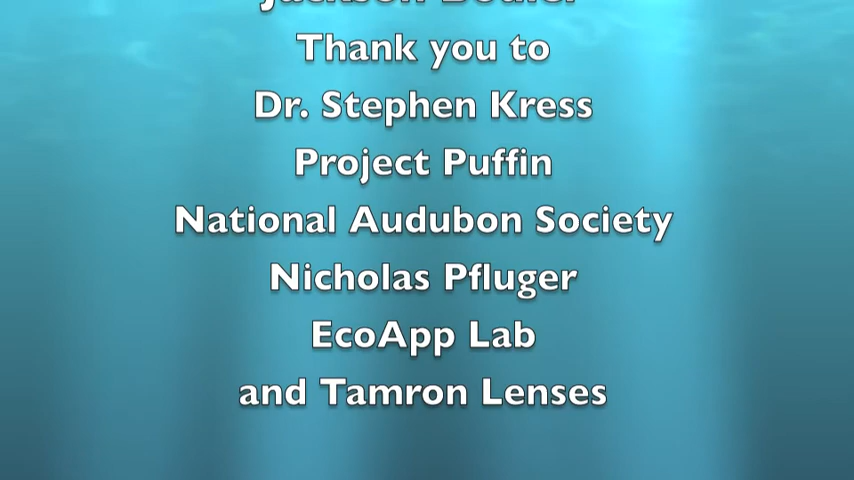 Thank you to
Dr. Stephen Kress
Project Puffin
National Audubon Society
Nicholas Pfluger
EcoApp Lab
and Tamron Lenses